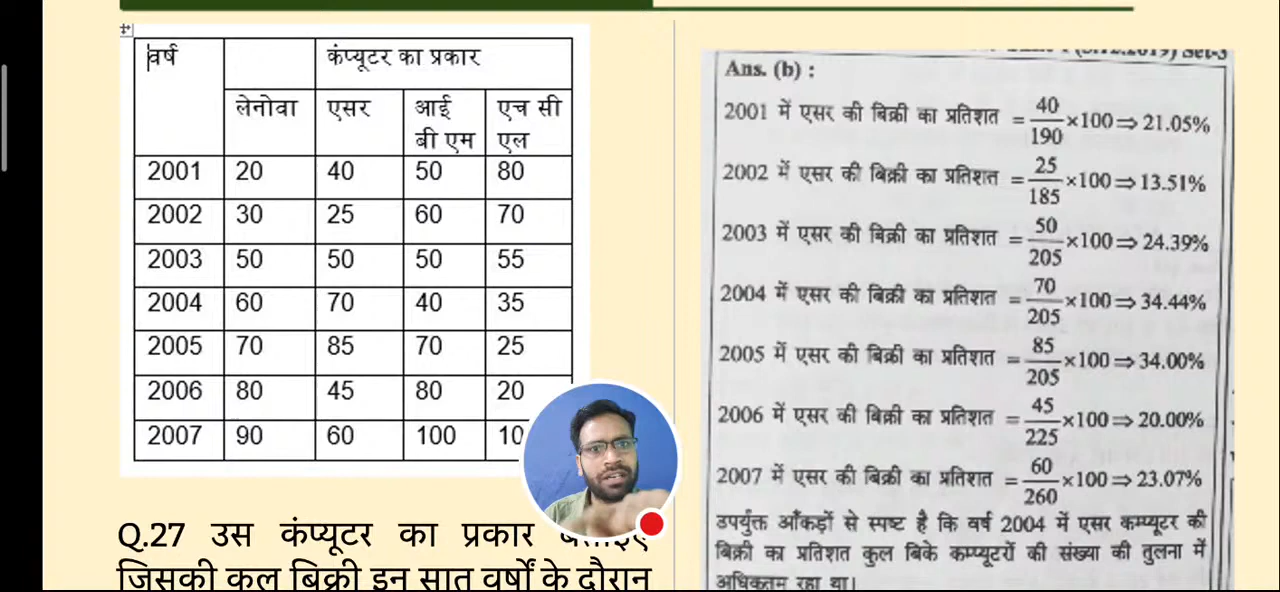 वर्ष कंप्यूटर का प्रकार
लेनोवा एसर आई बी एम एच सी एल
2001 20 40 50 80
2002 30 25 60 70
2003 50 50 50 55
2004 60 70 40 35
2005 70 85 70 25
2006 80 45 80 20
2007 90 60 100 10
Q.27 उस कंप्यूटर का प्रकार बताइए
जिसकी कुल बिक्री इन सात वर्षों के दौरान
Set-3
Ans. (b) :
2001 में एसर की बिक्री का प्रतिशत = 40/190 ×100 ⇒ 21.05%
2002 में एसर की बिक्री का प्रतिशत = 25/185 ×100 ⇒ 13.51%
2003 में एसर की बिक्री का प्रतिशत = 50/205 ×100 ⇒ 24.39%
2004 में एसर की बिक्री का प्रतिशत = 70/205 ×100 ⇒ 34.44%
2005 में एसर की बिक्री का प्रतिशत = 85/205 ×100 ⇒ 34.00%
2006 में एसर की बिक्री का प्रतिशत = 45/225 ×100 ⇒ 20.00%
2007 में एसर की बिक्री का प्रतिशत = 60/260 ×100 ⇒ 23.07%
उपर्युक्त आँकड़ों से स्पष्ट है कि वर्ष 2004 में एसर कम्प्यूटर की
बिक्री का प्रतिशत कुल बिके कम्प्यूटरों की संख्या की तुलना में
अधिकतम रहा था।